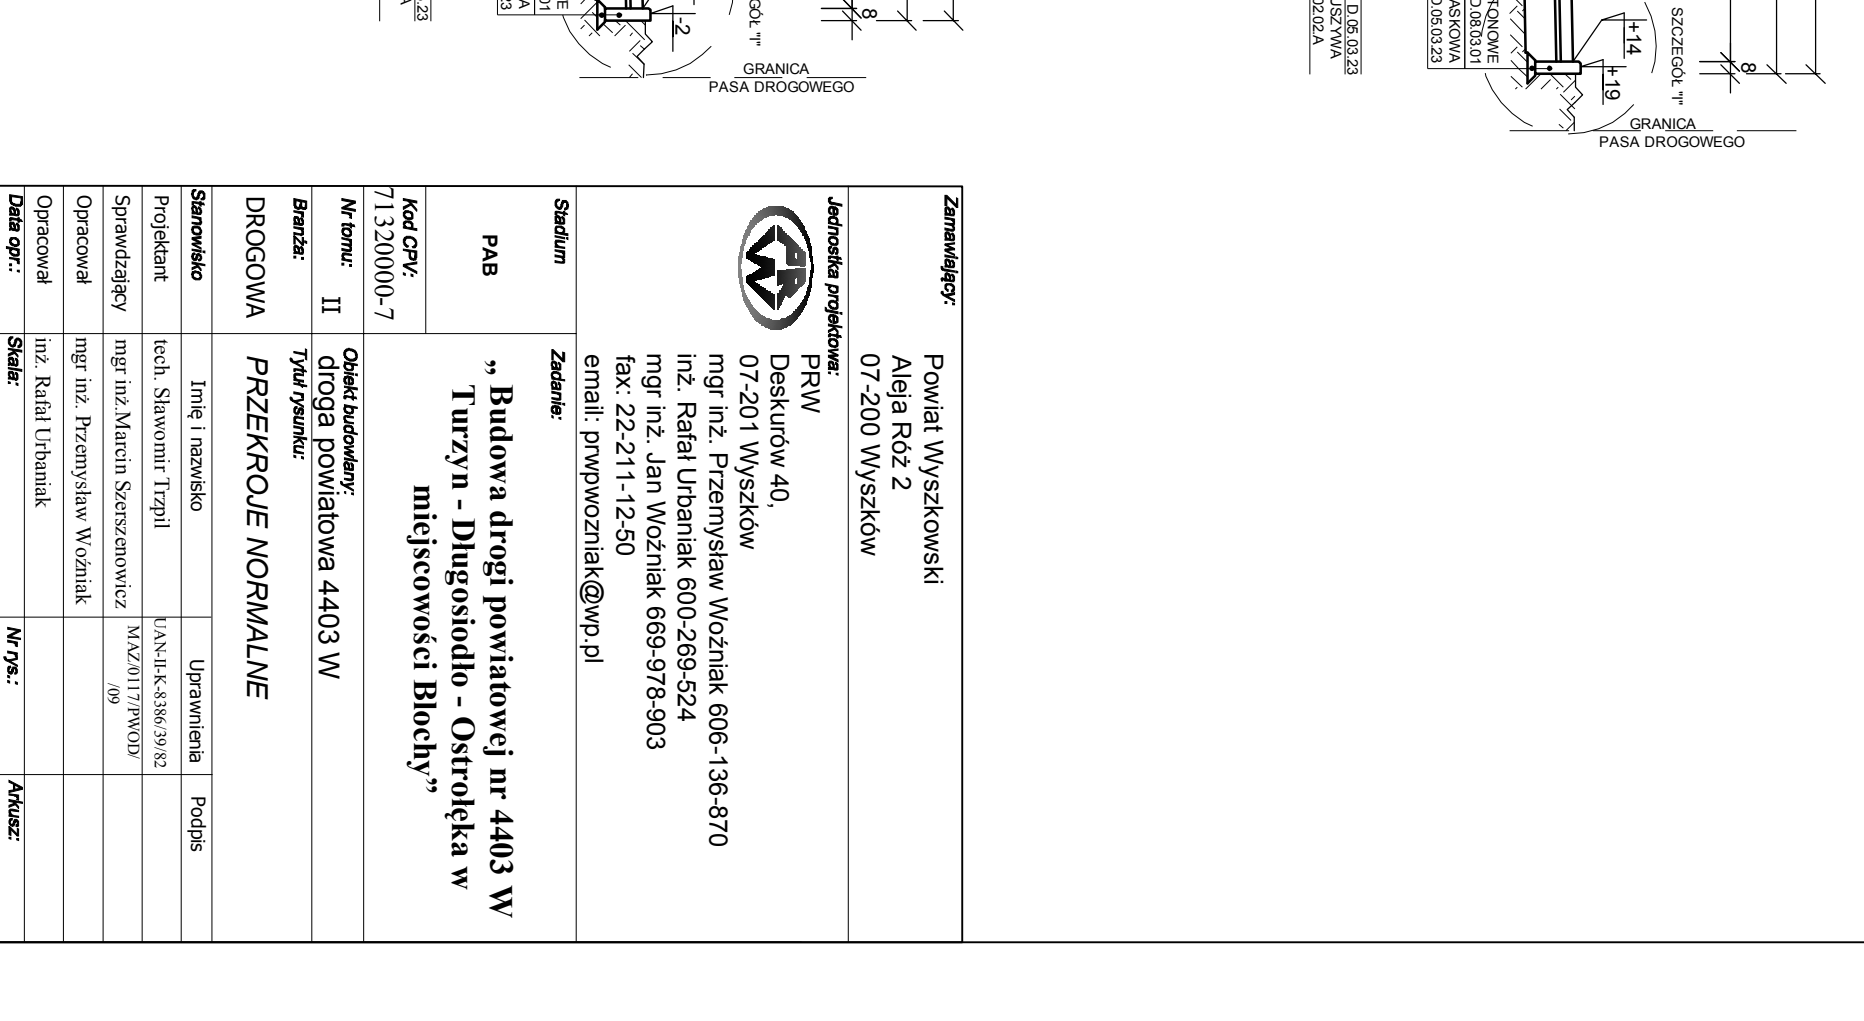 GRANICA
PASA DROGOWEGO
GRANICA
PASA DROGOWEGO
SZCZEGÓŁ "I"
+14
+19
8
TONOWE
D.08.03.01
D.05.03.23
D.05.03.23
02.02.A
-2
8
Zamawiający:
Powiat Wyszkowski
Aleja Róż 2
07-200 Wyszków
Jednostka projektowa:
PRW
Deskurów 40,
07-201 Wyszków
mgr inż. Przemysław Woźniak 606-136-870
inż. Rafał Urbaniak 600-269-524
mgr inż. Jan Woźniak 669-978-903
fax: 22-211-12-50
email: prwpwozniak@wp.pl
Stadium
PAB
Zadanie:
„ Budowa drogi powiatowej nr 4403 W
Turzyn - Długosiodło - Ostrołęka w
miejscowości Blochy”
Kod CPV:
71320000-7
Nr tomu: II
Obiekt budowlany:
droga powiatowa 4403 W
Branża:
DROGOWA
Tytuł rysunku:
PRZEKROJE NORMALNE
Stanowisko Imię i nazwisko Uprawnienia Podpis
Projektant tech. Sławomir Trzpil UAN-II-K-8386/39/82
Sprawdzający mgr inż.Marcin Szerszenowicz MAZ/0117/PWOD/
/09
Opracował mgr inż. Przemysław Woźniak
Opracował inż. Rafał Urbaniak
Data opr.: Skala: Nr rys.: Arkusz: